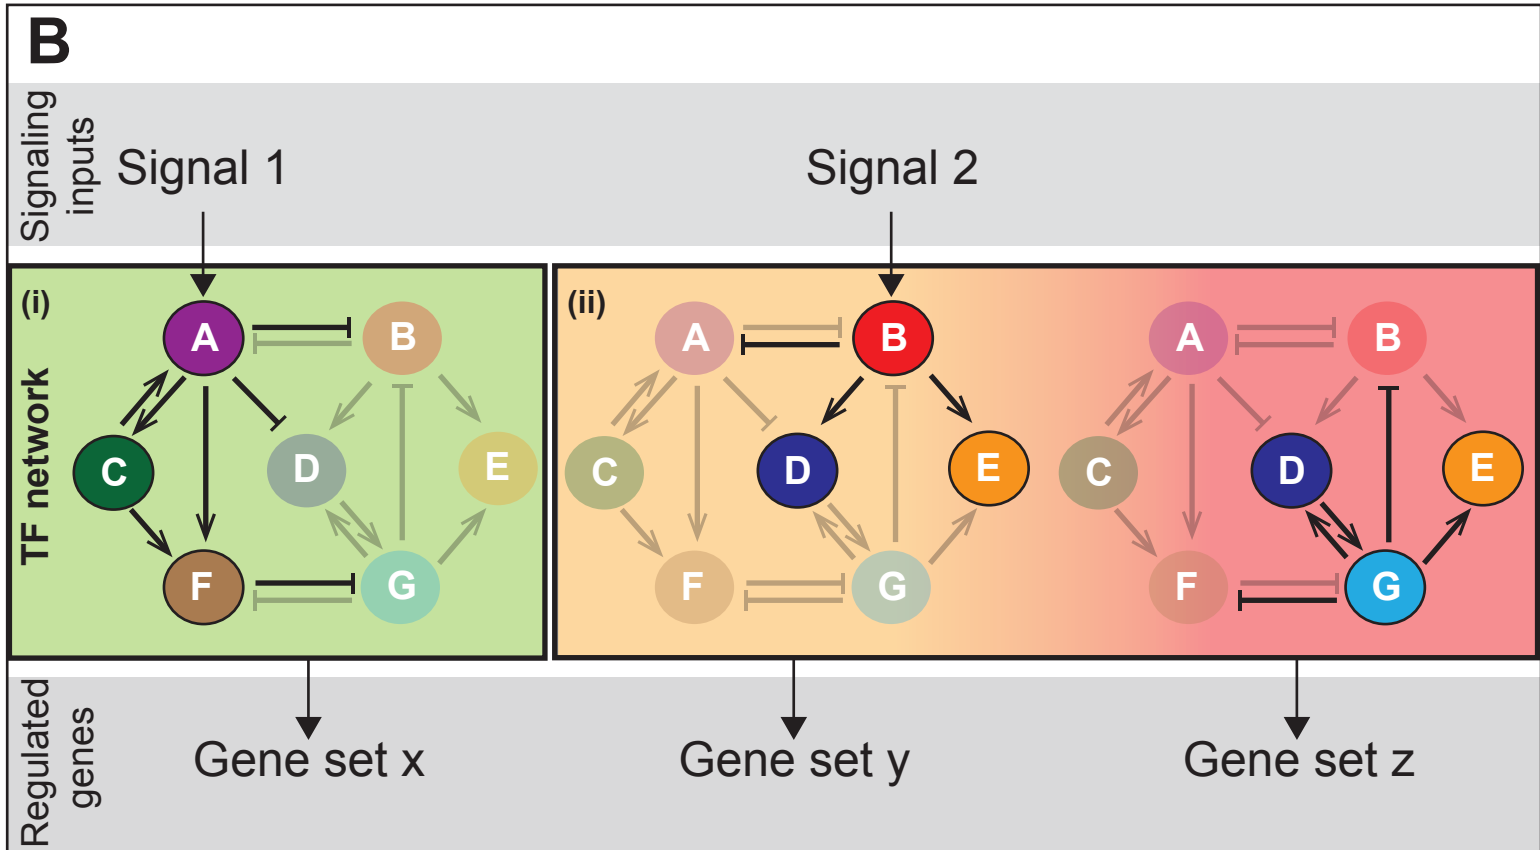 B
Signaling
inputs
Signal 1
Signal 2
TF network
(i)
A
B
C
D
E
F
G
(ii)
A
B
C
D
E
F
G
A
B
C
D
E
F
G
Regulated
genes
Gene set x
Gene set y
Gene set z